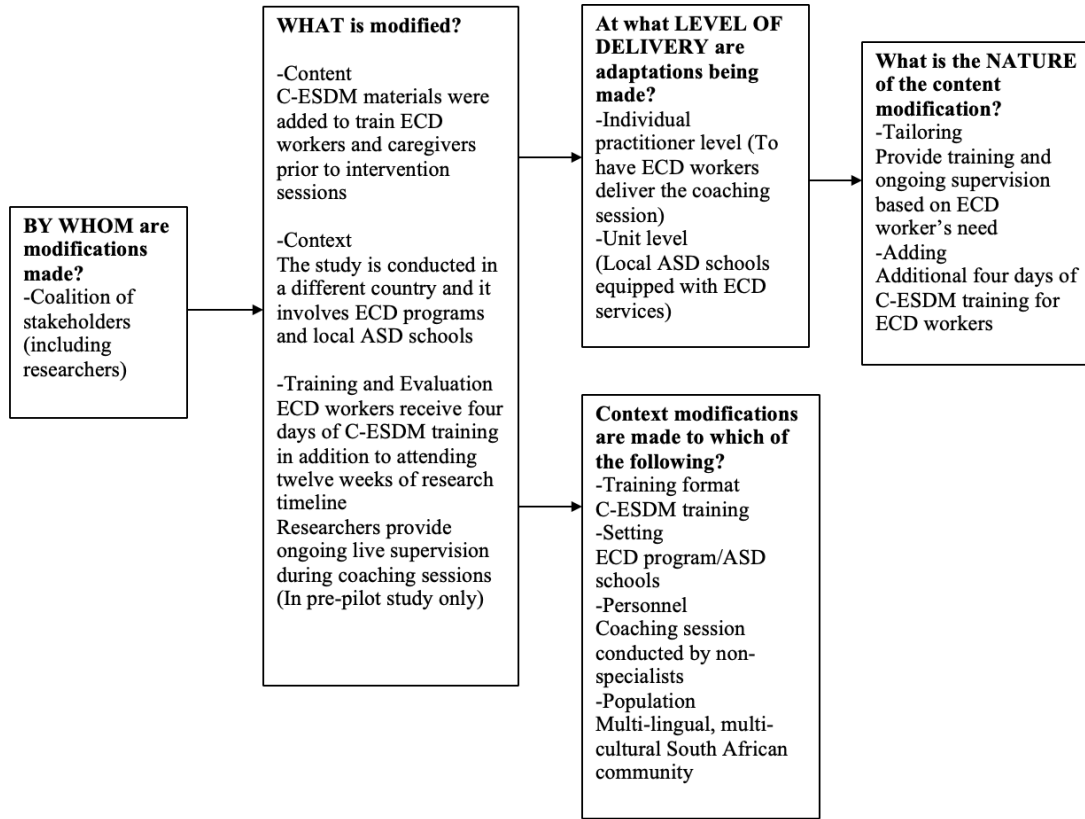 BY WHOM are
modifications
made?
-Coalition of
stakeholders
(including
researchers)
WHAT is modified?
-Content
C-ESDM materials were
added to train ECD
workers and caregivers
prior to intervention
sessions
-Context
The study is conducted in
a different country and it
involves ECD programs
and local ASD schools
-Training and Evaluation
ECD workers receive four
days of C-ESDM training
in addition to attending
twelve weeks of research
timeline
Researchers provide
ongoing live supervision
during coaching sessions
(In pre-pilot study only)
At what LEVEL OF
DELIVERY are
adaptations being
made?
-Individual
practitioner level (To
have ECD workers
deliver the coaching
session)
-Unit level
(Local ASD schools
equipped with ECD
services)
What is the NATURE
of the content
modification?
-Tailoring
Provide training and
ongoing supervision
based on ECD
worker’s need
-Adding
Additional four days of
C-ESDM training for
ECD workers
Context modifications
are made to which of
the following?
-Training format
C-ESDM training
-Setting
ECD program/ASD
schools
-Personnel
Coaching session
conducted by non-
specialists
-Population
Multi-lingual, multi-
cultural South African
community